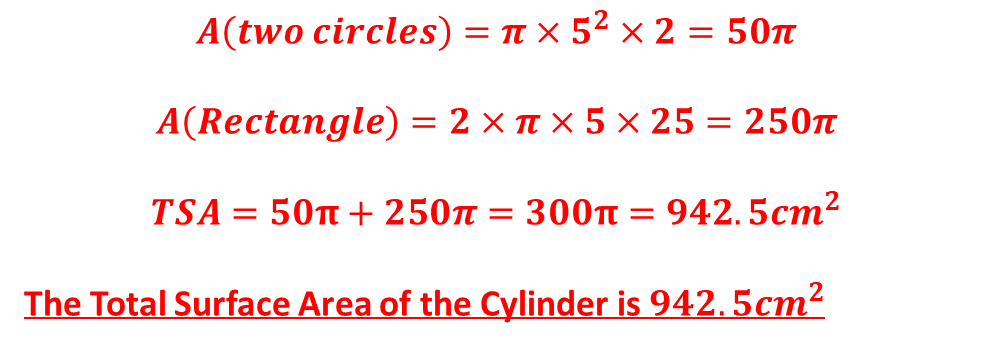 A(two circles) = π × 5² × 2 = 50π
A(Rectangle) = 2 × π × 5 × 25 = 250π
TSA = 50π + 250π = 300π = 942.5cm²
The Total Surface Area of the Cylinder is 942.5cm²